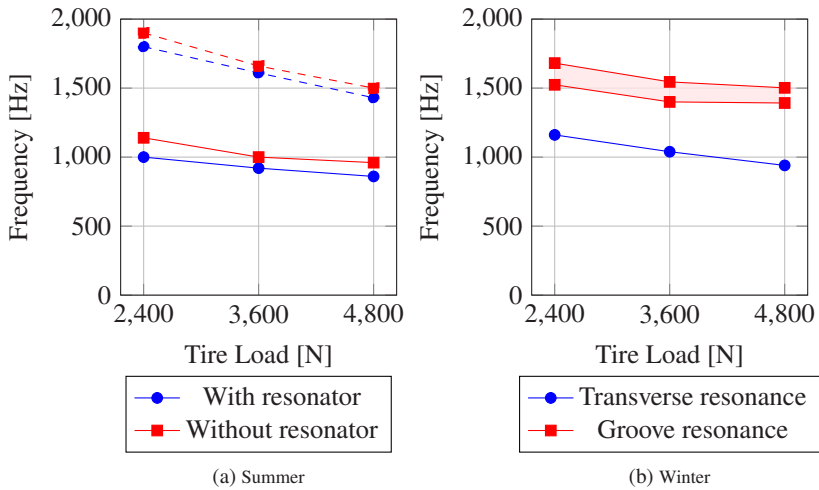 2,000
1,500
1,000
500
0
2,400
3,600
4,800
Frequency [Hz]
Tire Load [N]
With resonator
Without resonator
(a) Summer
2,000
1,500
1,000
500
0
2,400
3,600
4,800
Frequency [Hz]
Tire Load [N]
Transverse resonance
Groove resonance
(b) Winter